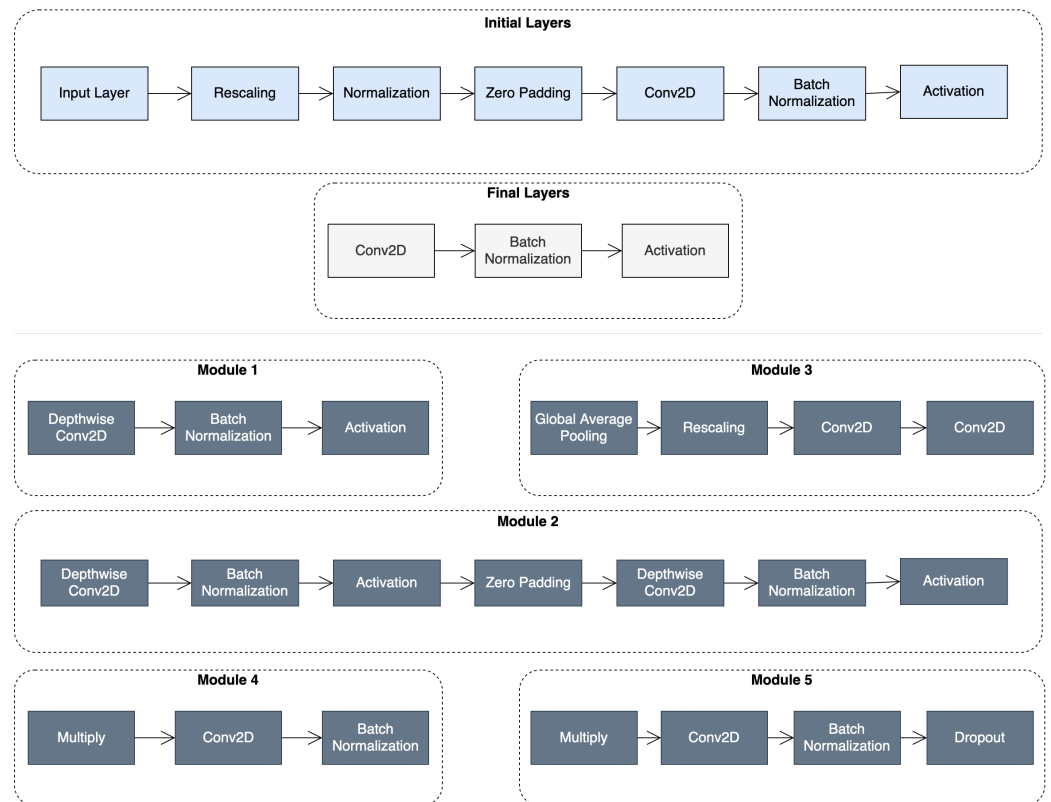 Initial Layers
Input Layer
Rescaling
Normalization
Zero Padding
Conv2D
Batch
Normalization
Activation
Final Layers
Conv2D
Batch
Normalization
Activation
Module 1
Depthwise
Conv2D
Batch
Normalization
Activation
Module 3
Global Average
Pooling
Rescaling
Conv2D
Conv2D
Module 2
Depthwise
Conv2D
Batch
Normalization
Activation
Zero Padding
Depthwise
Conv2D
Batch
Normalization
Activation
Module 4
Multiply
Conv2D
Batch
Normalization
Module 5
Multiply
Conv2D
Batch
Normalization
Dropout